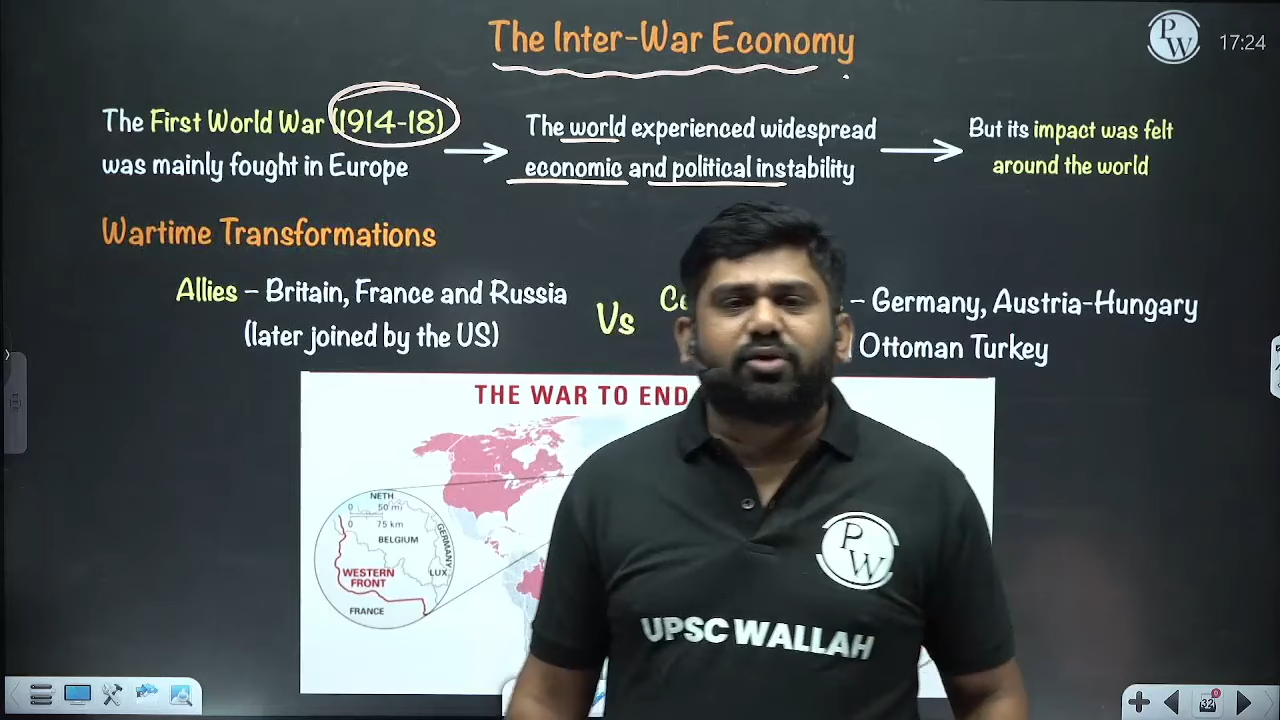 The Inter-War Economy
P
W
17:24
The First World War (1914-18)
was mainly fought in Europe
The world experienced widespread
economic and political instability
But its impact was felt
around the world
Wartime Transformations
Allies – Britain, France and Russia
(later joined by the US)
Vs
– Germany, Austria-Hungary
Ottoman Turkey
THE WAR TO END
NETH
0 50 mi
0 75 km
BELGIUM
GERMANY
LUX
WESTERN
FRONT
FRANCE
P
W
UPSC WALLAH
32